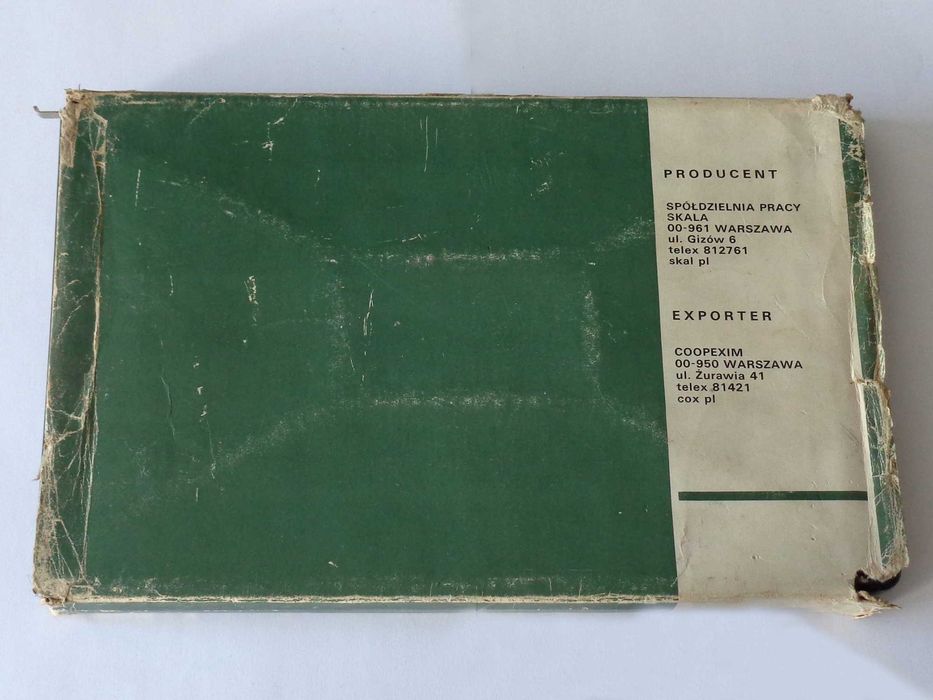 PRODUCENT
SPÓŁDZIELNIA PRACY
SKALA
00-961 WARSZAWA
ul. Gizów 6
telex 812761
skal pl
EXPORTER
COOPEXIM
00-950 WARSZAWA
ul. Żurawia 41
telex 81421
cox pl